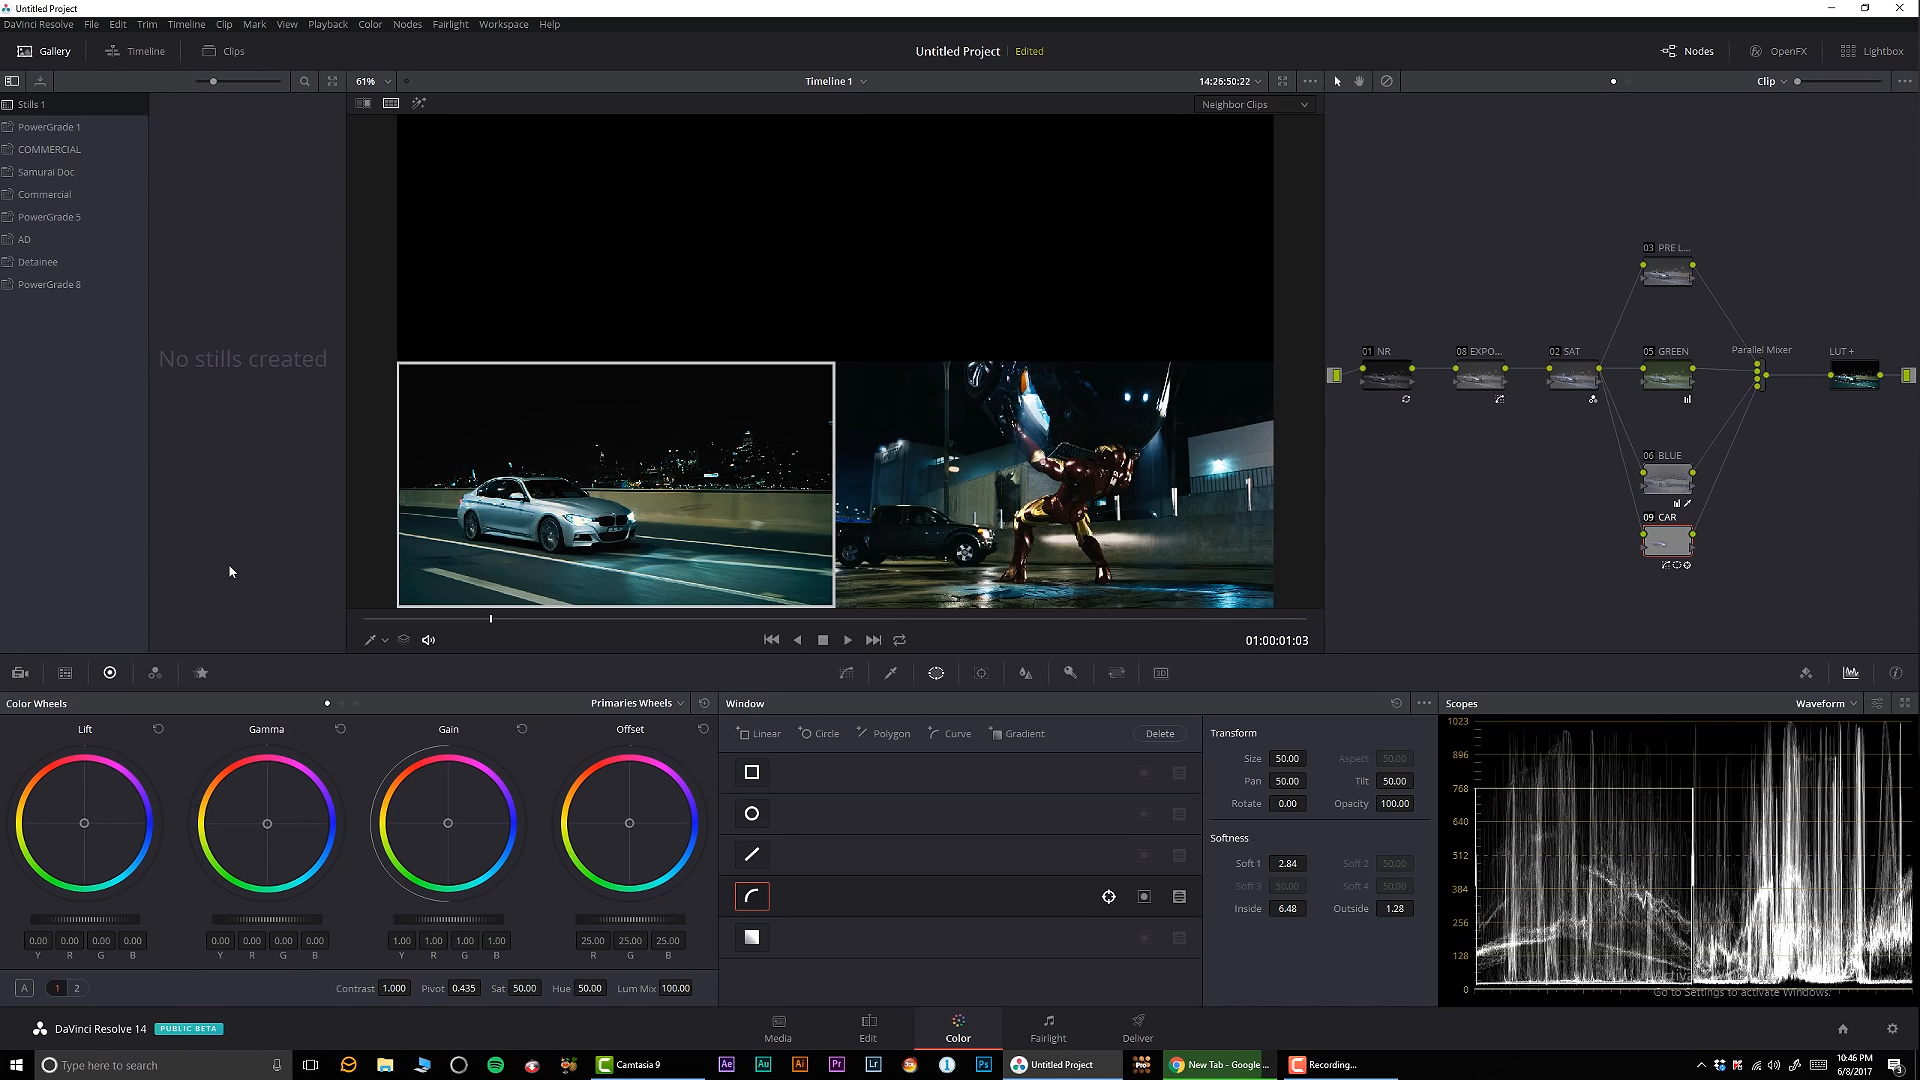 Untitled Project
DaVinci Resolve File Edit Trim Timeline Clip Mark View Playback Color Nodes Fairlight Workspace Help
Gallery Timeline Clips Untitled Project Edited Nodes OpenFX Lightbox
61% Timeline 1 14:26:50:22 Clip
Stills 1 Neighbor Clips
PowerGrade 1
COMMERCIAL
Samurai Doc
Commercial
PowerGrade 5
AD
Detainee
PowerGrade 8
No stills created
03 PRE L...
01 NR 08 EXPO... 02 SAT 05 GREEN Parallel Mixer LUT +
06 BLUE
09 CAR
01:00:01:03
Color Wheels Primaries Wheels Window Scopes Waveform
Lift Gamma Gain Offset
Linear Circle Polygon Curve Gradient Delete
Transform
Size 50.00 Aspect 50.00
Pan 50.00 Tilt 50.00
Rotate 0.00 Opacity 100.00
Softness
Soft 1 2.84 Soft 2 50.00
Soft 3 50.00 Soft 4 50.00
Inside 6.48 Outside 1.28
1023
896
768
640
512
384
256
128
0
Go to Settings to activate Windows.
0.00 0.00 0.00 0.00 0.00 0.00 0.00 0.00 1.00 1.00 1.00 1.00 25.00 25.00 25.00
Y R G B Y R G B Y R G B R G B
A 1 2 Contrast 1.000 Pivot 0.435 Sat 50.00 Hue 50.00 Lum Mix 100.00
DaVinci Resolve 14 PUBLIC BETA Media Edit Color Fairlight Deliver
Type here to search Camtasia 9 Ae Au Ai Pr Lr Ps Untitled Project New Tab - Google ... Recording... 10:46 PM
6/8/2017